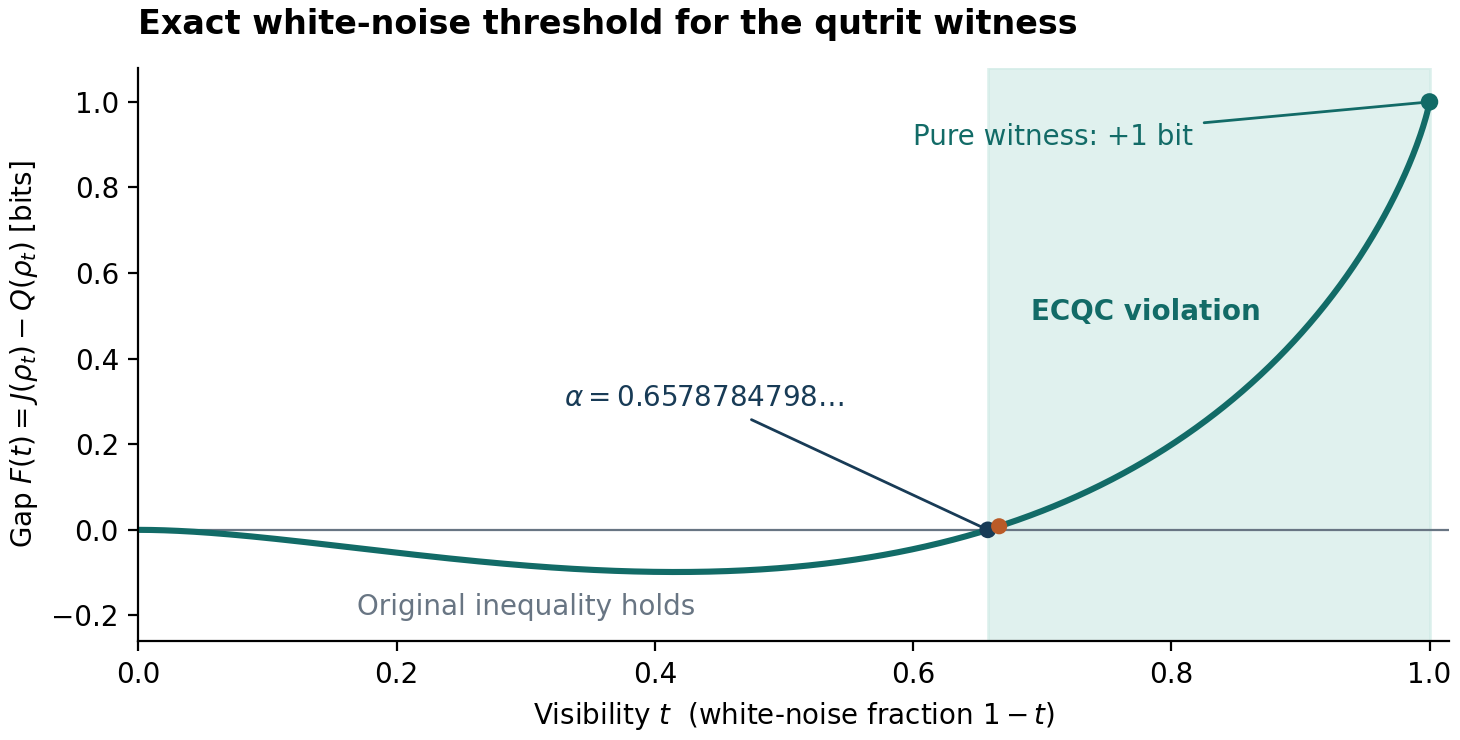 Exact white-noise threshold for the qutrit witness
Gap F(t) = J(ρₜ) − Q(ρₜ) [bits]
1.0
0.8
0.6
0.4
0.2
0.0
−0.2
Pure witness: +1 bit
ECQC violation
α = 0.6578784798...
Original inequality holds
0.0
0.2
0.4
0.6
0.8
1.0
Visibility t (white-noise fraction 1 − t)